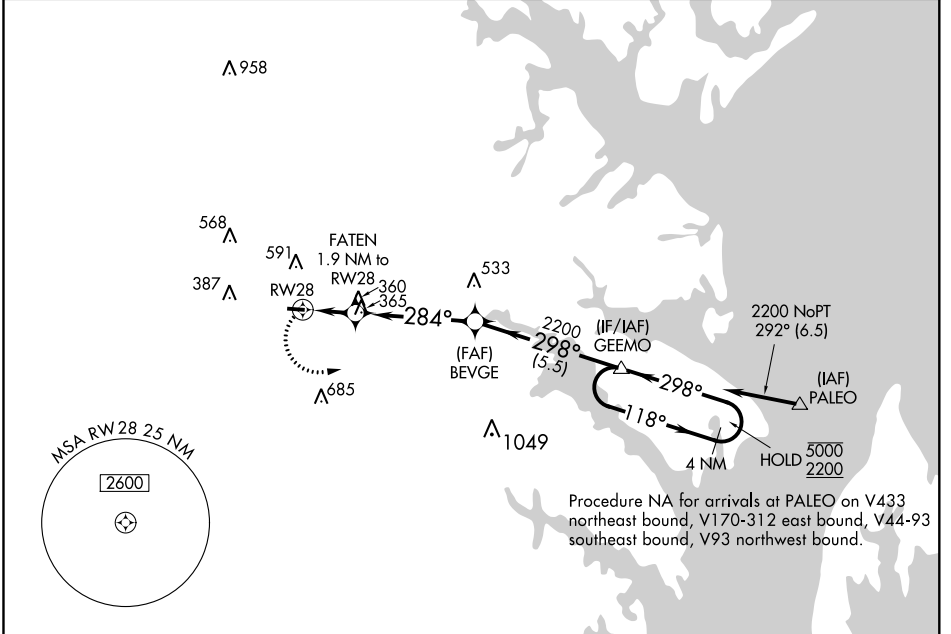 958
568
591
387
FATEN
1.9 NM to
RW28
RW28
360
365
533
284°
(FAF)
BEVGE
2200
298°
(5.5)
(IF/IAF)
GEEMO
298°
118°
2200 NoPT
292° (6.5)
(IAF)
PALEO
4 NM
HOLD 5000
2200
685
1049
MSA RW 28 25 NM
2600
Procedure NA for arrivals at PALEO on V433
northeast bound, V170-312 east bound, V44-93
southeast bound, V93 northwest bound.